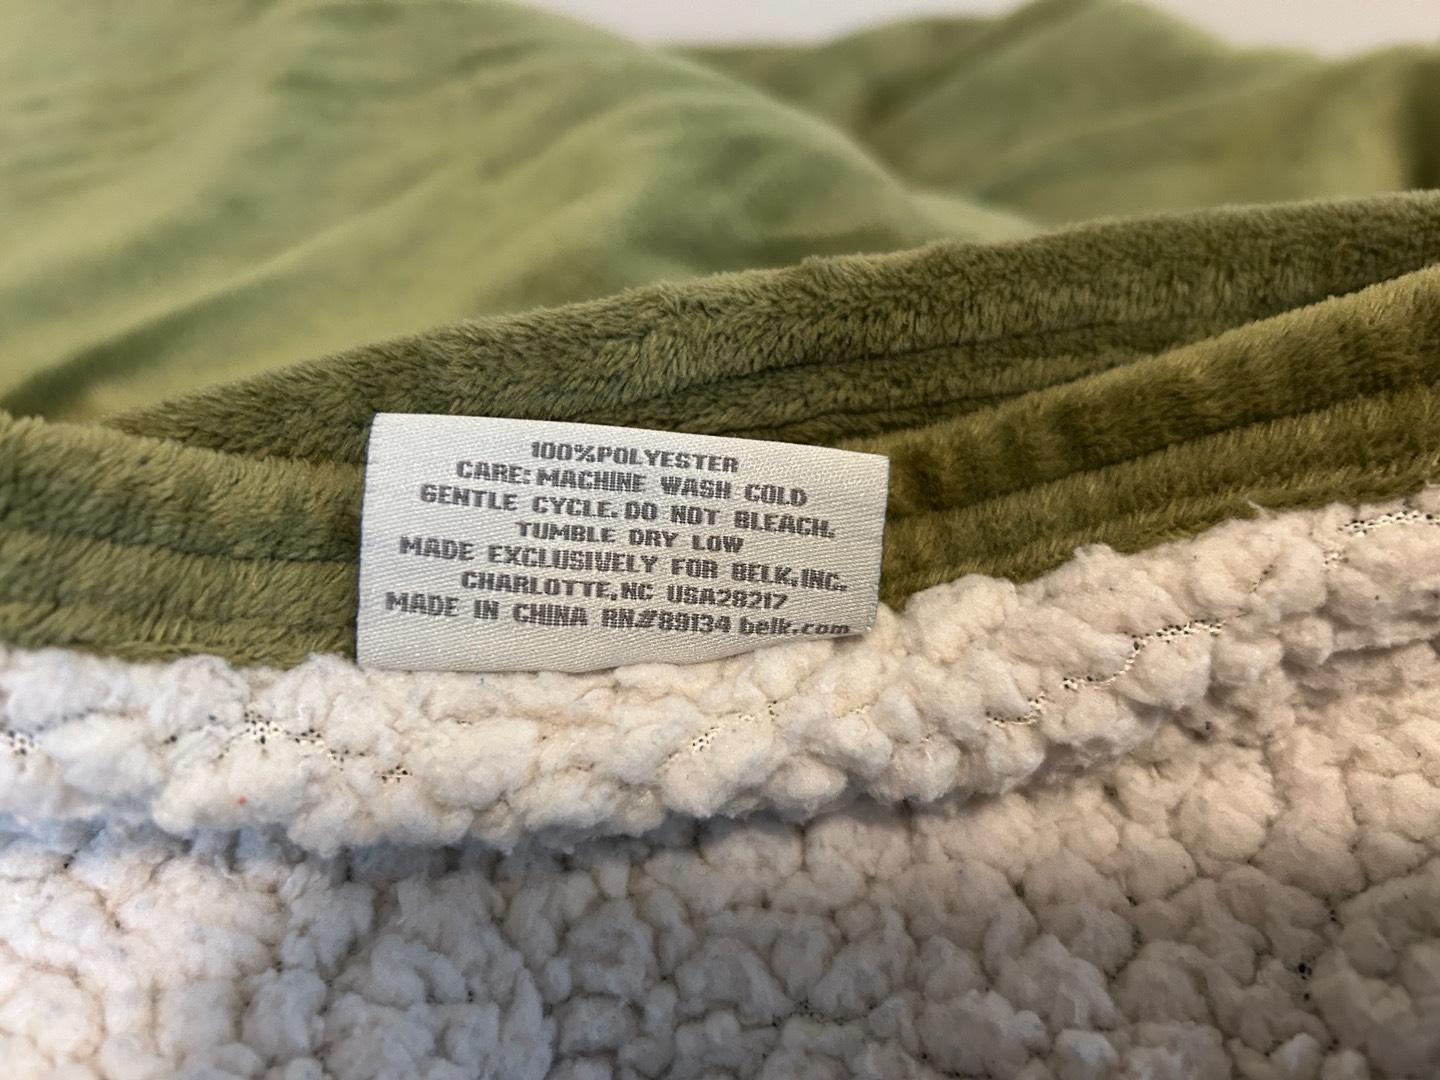 100%POLYESTER
CARE:MACHINE WASH COLD
GENTLE CYCLE.DO NOT BLEACH.
TUMBLE DRY LOW
MADE EXCLUSIVELY FOR BELK,INC.
CHARLOTTE,NC USA28217
MADE IN CHINA RN#89134 belk.com